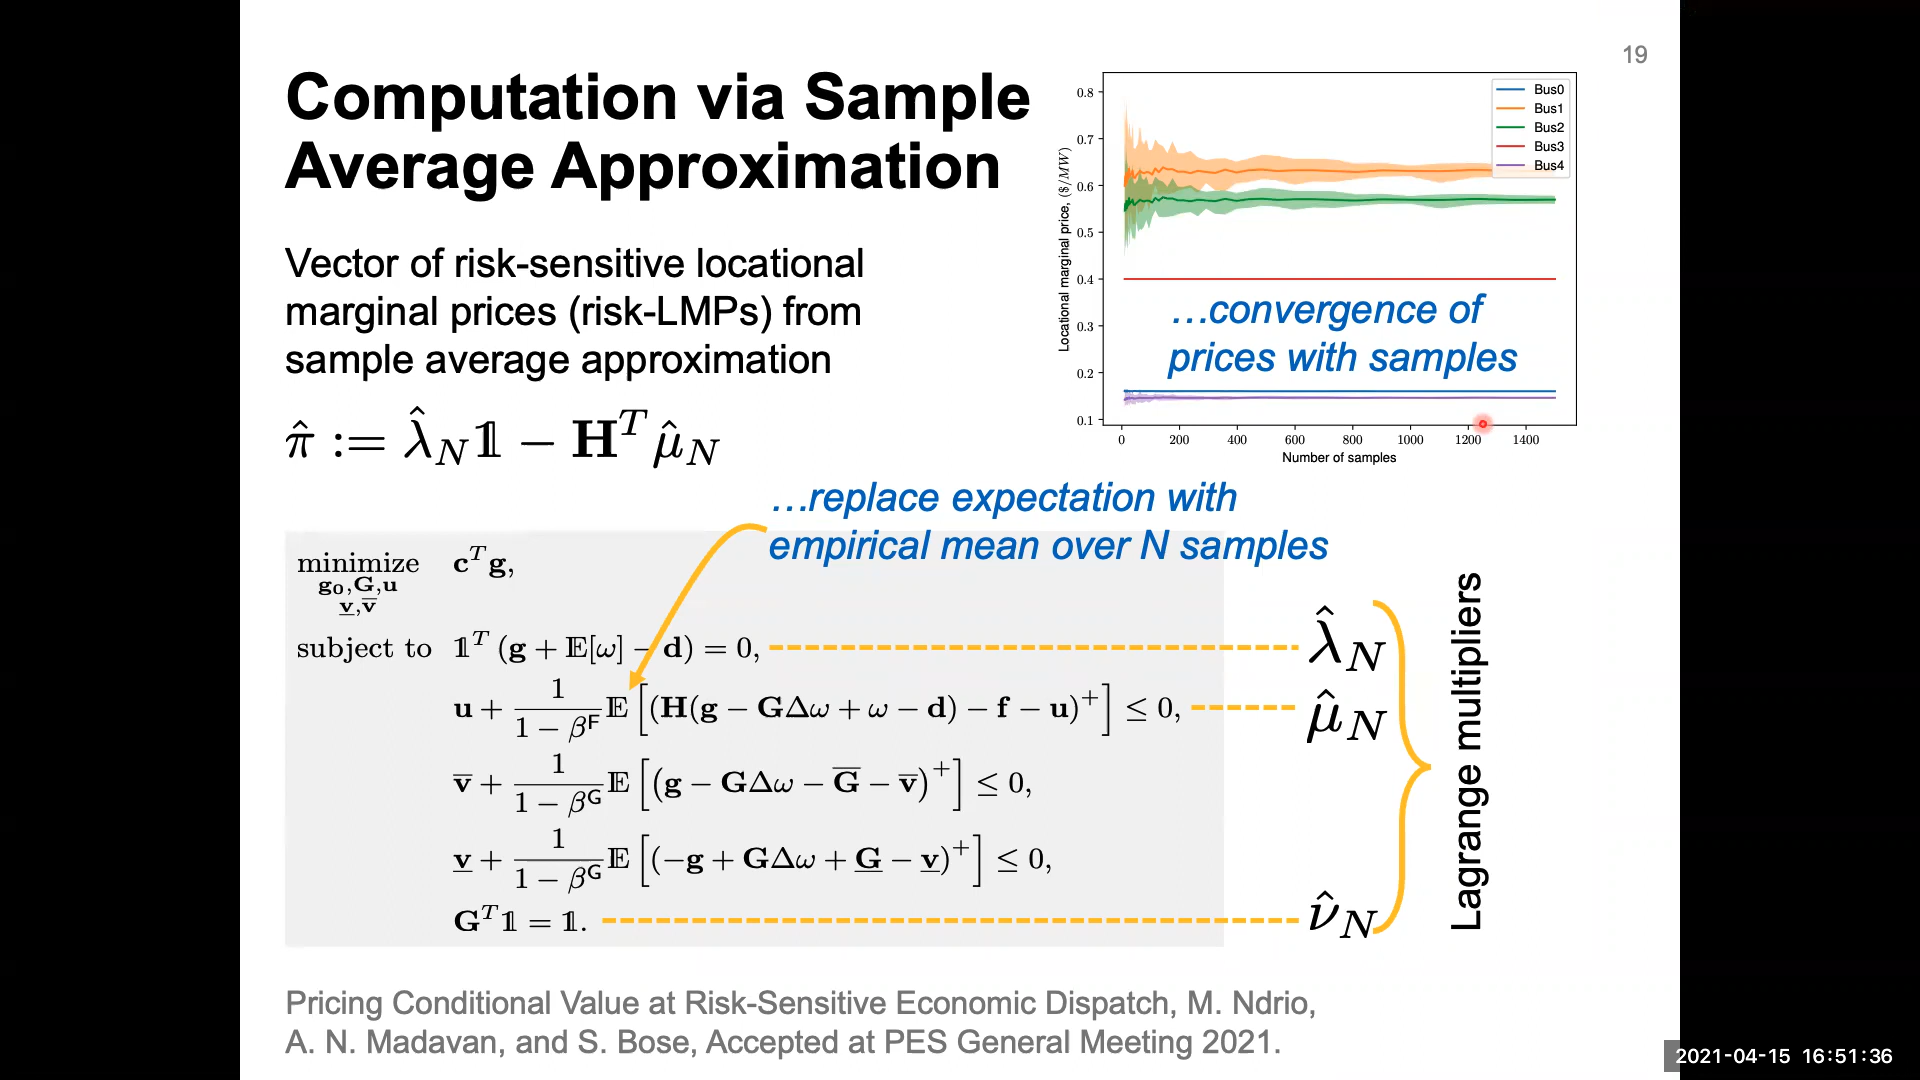 19
Computation via Sample
Average Approximation
Vector of risk-sensitive locational
marginal prices (risk-LMPs) from
sample average approximation
π̂ := λ̂_N 𝟙 − H^T μ̂_N
Locational marginal price, ($/MW)
0.8
0.7
0.6
0.5
0.4
0.3
0.2
0.1
Bus0
Bus1
Bus2
Bus3
Bus4
...convergence of
prices with samples
0 200 400 600 800 1000 1200 1400
Number of samples
...replace expectation with
empirical mean over N samples
minimize c^T g,
g₀,G,u
v̲,v̅
subject to 𝟙^T (g + 𝔼[ω] − d) = 0,
λ̂_N
u + 1/(1 − β^F) 𝔼[(H(g − GΔω + ω − d) − f − u)^+] ≤ 0,
μ̂_N
v̅ + 1/(1 − β^G) 𝔼[(g − GΔω − G̅ − v̅)^+] ≤ 0,
v̲ + 1/(1 − β^G) 𝔼[(−g + GΔω + G̲ − v̲)^+] ≤ 0,
G^T 𝟙 = 𝟙.
ν̂_N
Lagrange multipliers
Pricing Conditional Value at Risk-Sensitive Economic Dispatch, M. Ndrio,
A. N. Madavan, and S. Bose, Accepted at PES General Meeting 2021.
2021-04-15 16:51:36